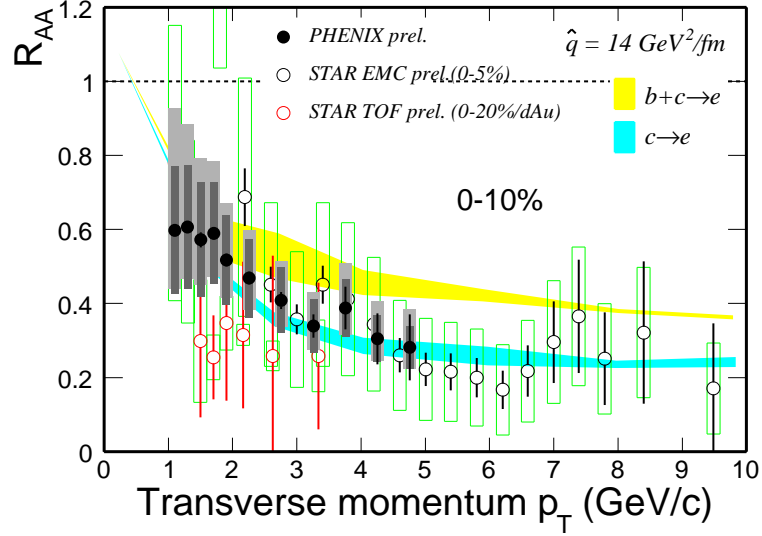 R_AA
PHENIX prel.
STAR EMC prel.(0-5%)
STAR TOF prel. (0-20%/dAu)
q̂ = 14 GeV²/fm
b+c→e
c→e
0-10%
1
0.8
0.6
0.4
0.2
0
0 1 2 3 4 5 6 7 8 9 10
Transverse momentum p_T (GeV/c)